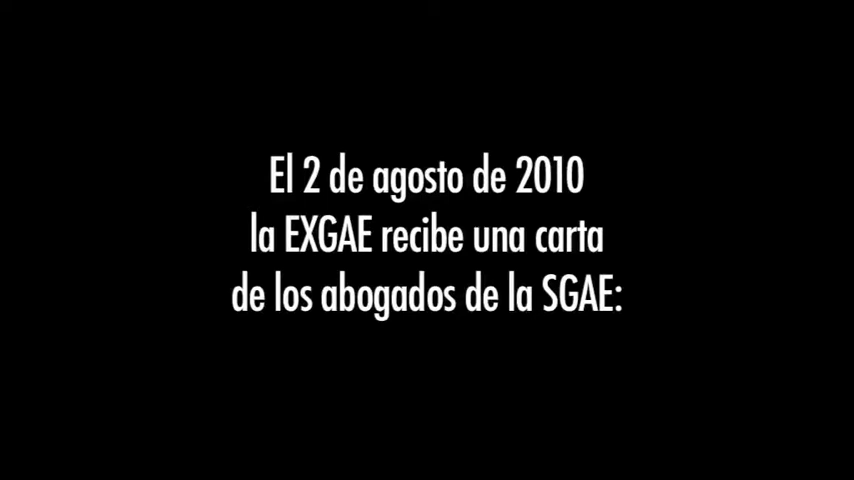 El 2 de agosto de 2010
la EXGAE recibe una carta
de los abogados de la SGAE: